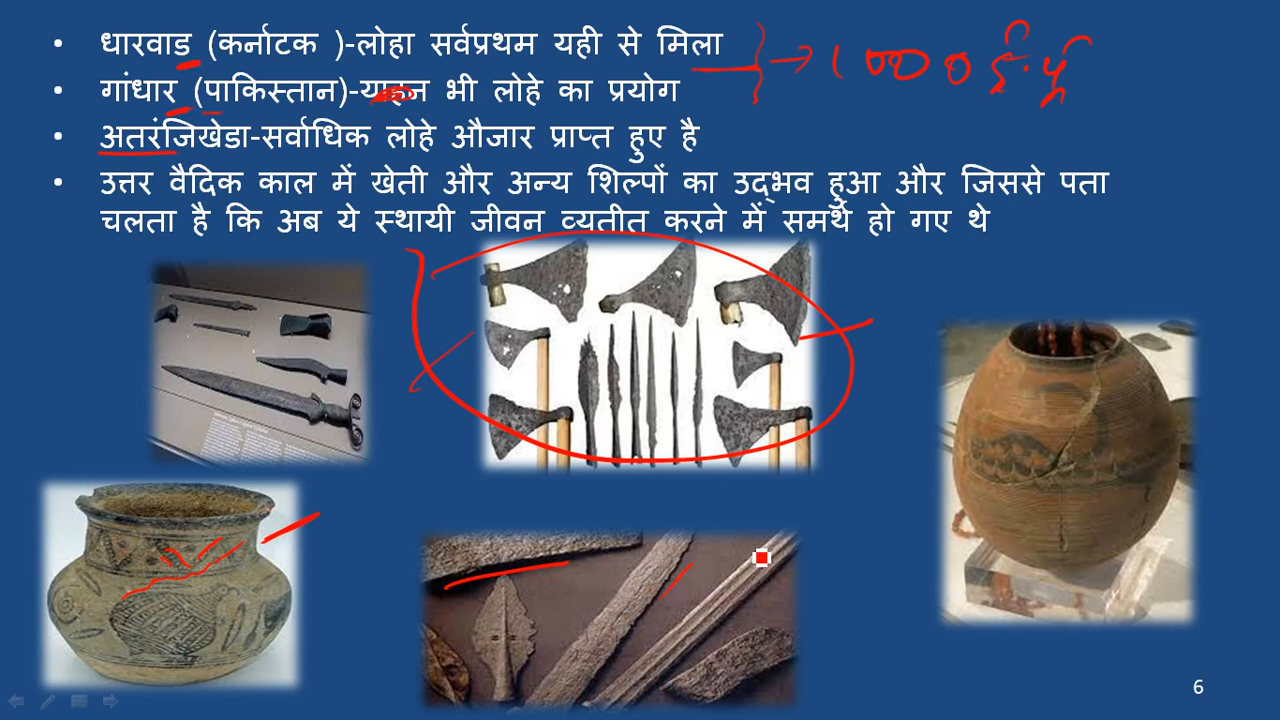 • धारवाड (कर्नाटक )-लोहा सर्वप्रथम यही से मिला
→ 1000 ई.पू
• गांधार (पाकिस्तान)-याहन भी लोहे का प्रयोग
• अतरंजिखेडा-सर्वाधिक लोहे औजार प्राप्त हुए है
• उत्तर वैदिक काल में खेती और अन्य शिल्पों का उद्भव हुआ और जिससे पता
चलता है कि अब ये स्थायी जीवन व्यतीत करने में समर्थ हो गए थे
6